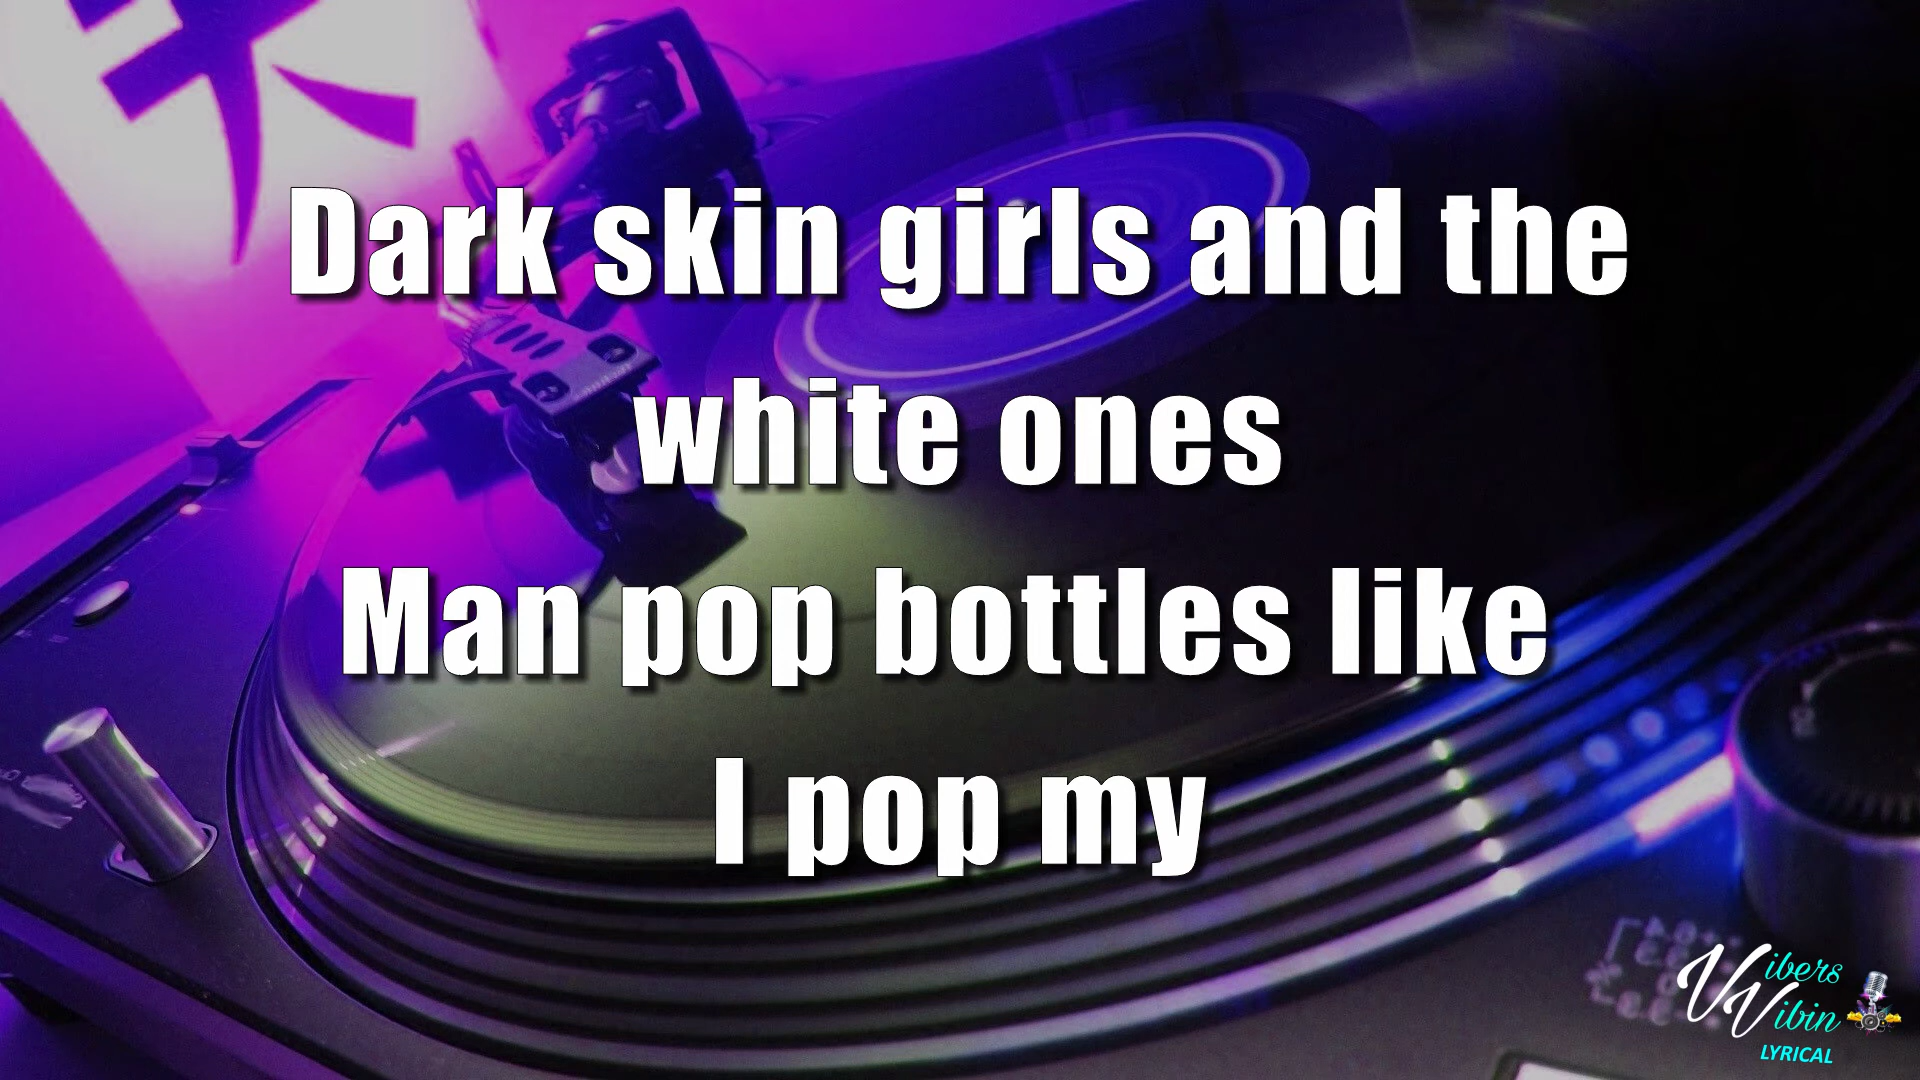 Dark skin girls and the
white ones
Man pop bottles like
I pop my
Vibers
Vibin
LYRICAL